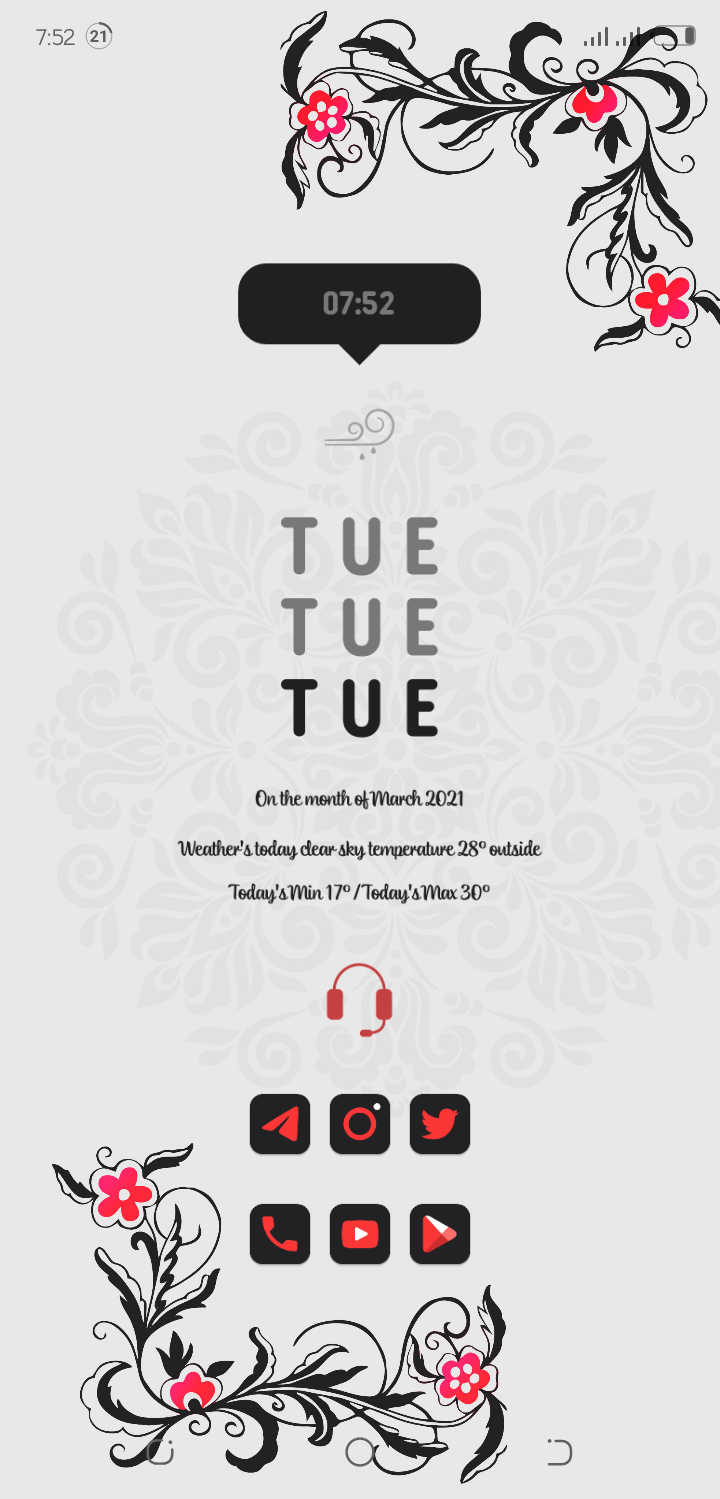 7:52 21
07:52
TUE
TUE
TUE
On the month of March 2021
Weather's today clear sky temperature 28° outside
Today's Min 17° / Today's Max 30°